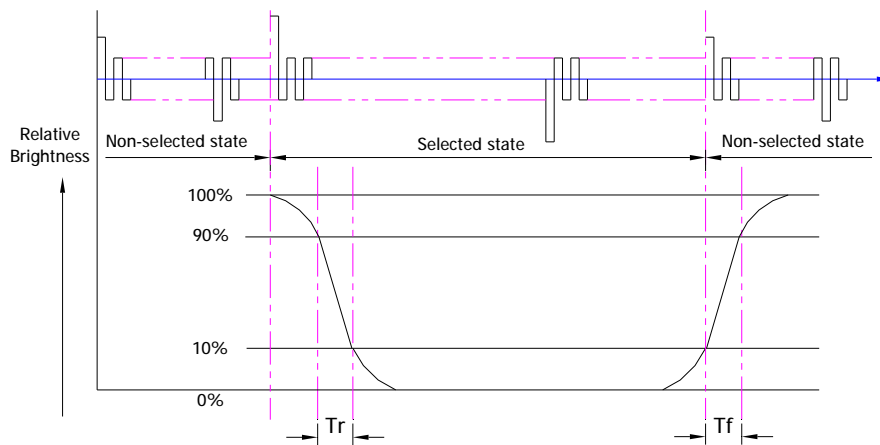 Relative
Brightness
Non-selected state
Selected state
Non-selected state
100%
90%
10%
0%
Tr
Tf